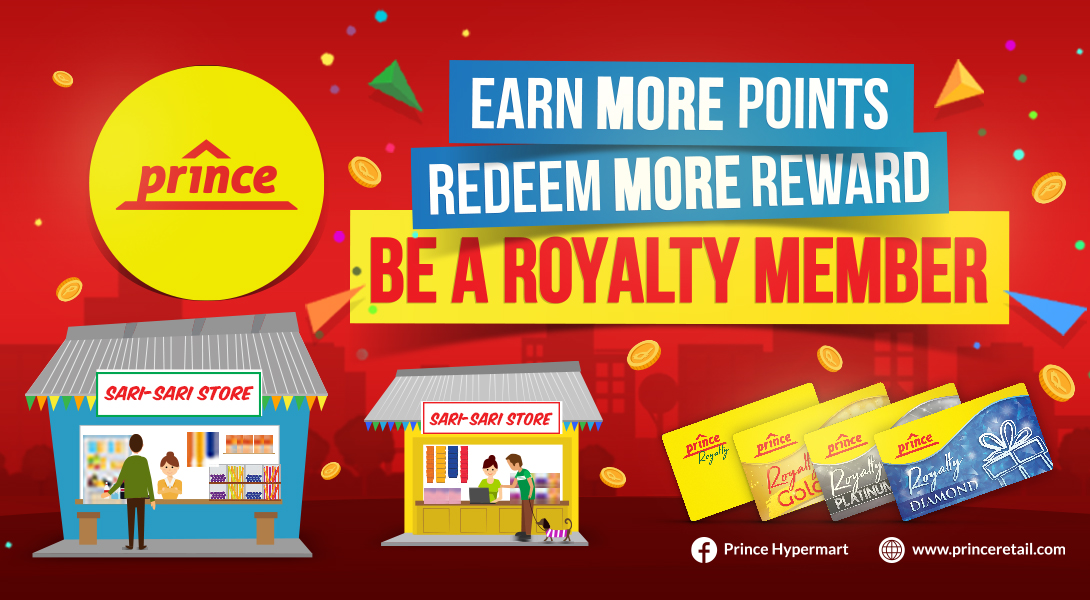 prince
EARN MORE POINTS
REDEEM MORE REWARD
BE A ROYALTY MEMBER
SARI-SARI STORE
SARI-SARI STORE
prince
Royalty
prince
Royalty
GOLD
prince
Royalty
PLATINUM
prince
Royalty
DIAMOND
Prince Hypermart
www.princeretail.com